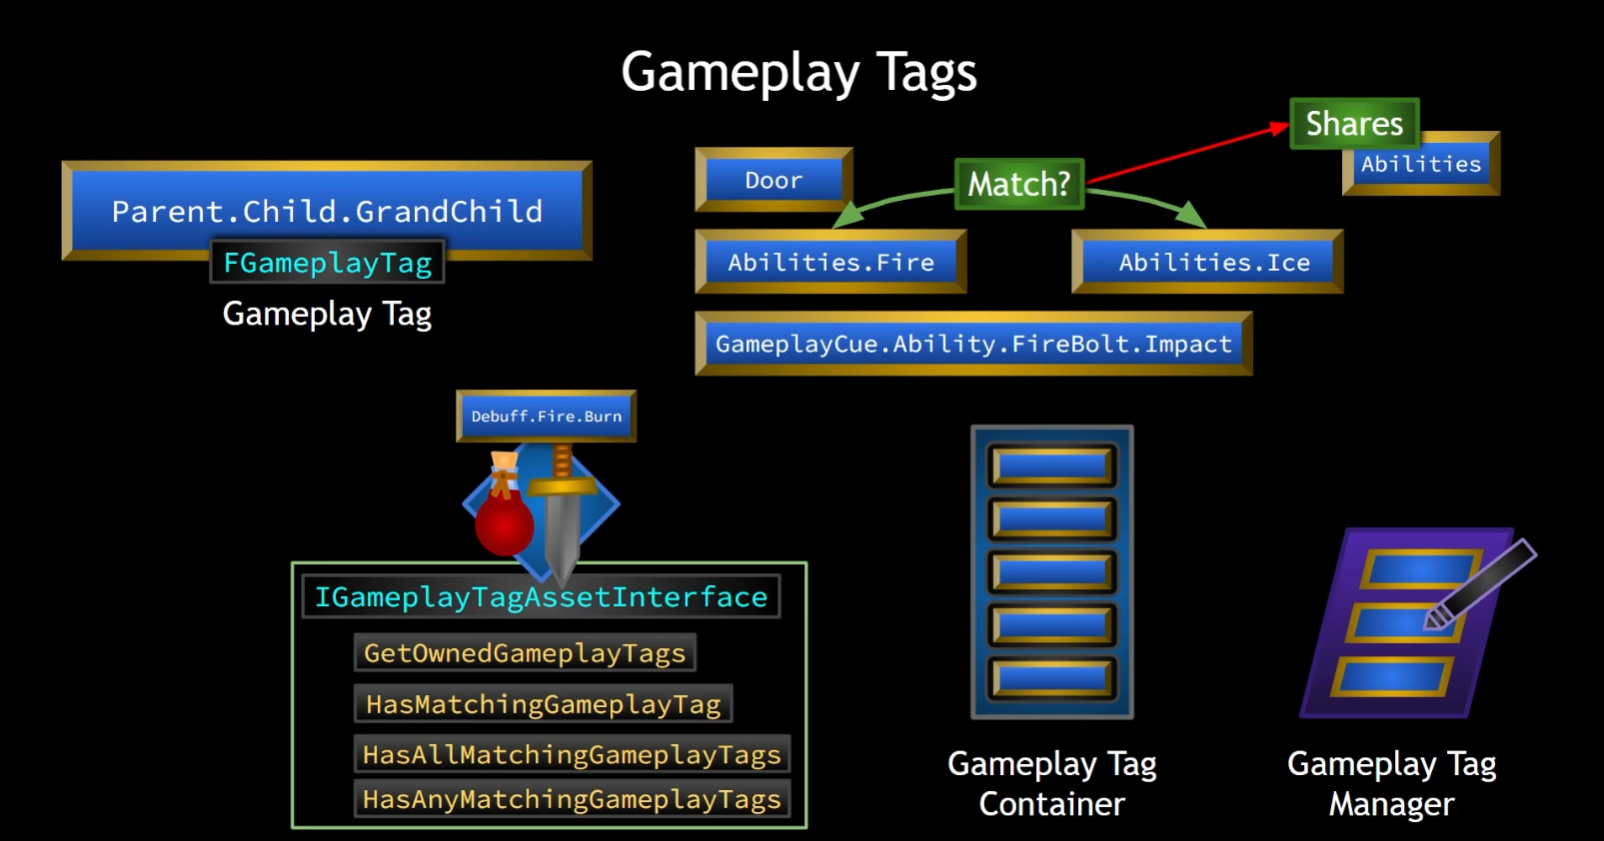 Gameplay Tags
Parent.Child.GrandChild
FGameplayTag
Gameplay Tag
Door
Match?
Shares
Abilities
Abilities.Fire
Abilities.Ice
GameplayCue.Ability.FireBolt.Impact
Debuff.Fire.Burn
IGameplayTagAssetInterface
GetOwnedGameplayTags
HasMatchingGameplayTag
HasAllMatchingGameplayTags
HasAnyMatchingGameplayTags
Gameplay Tag
Container
Gameplay Tag
Manager